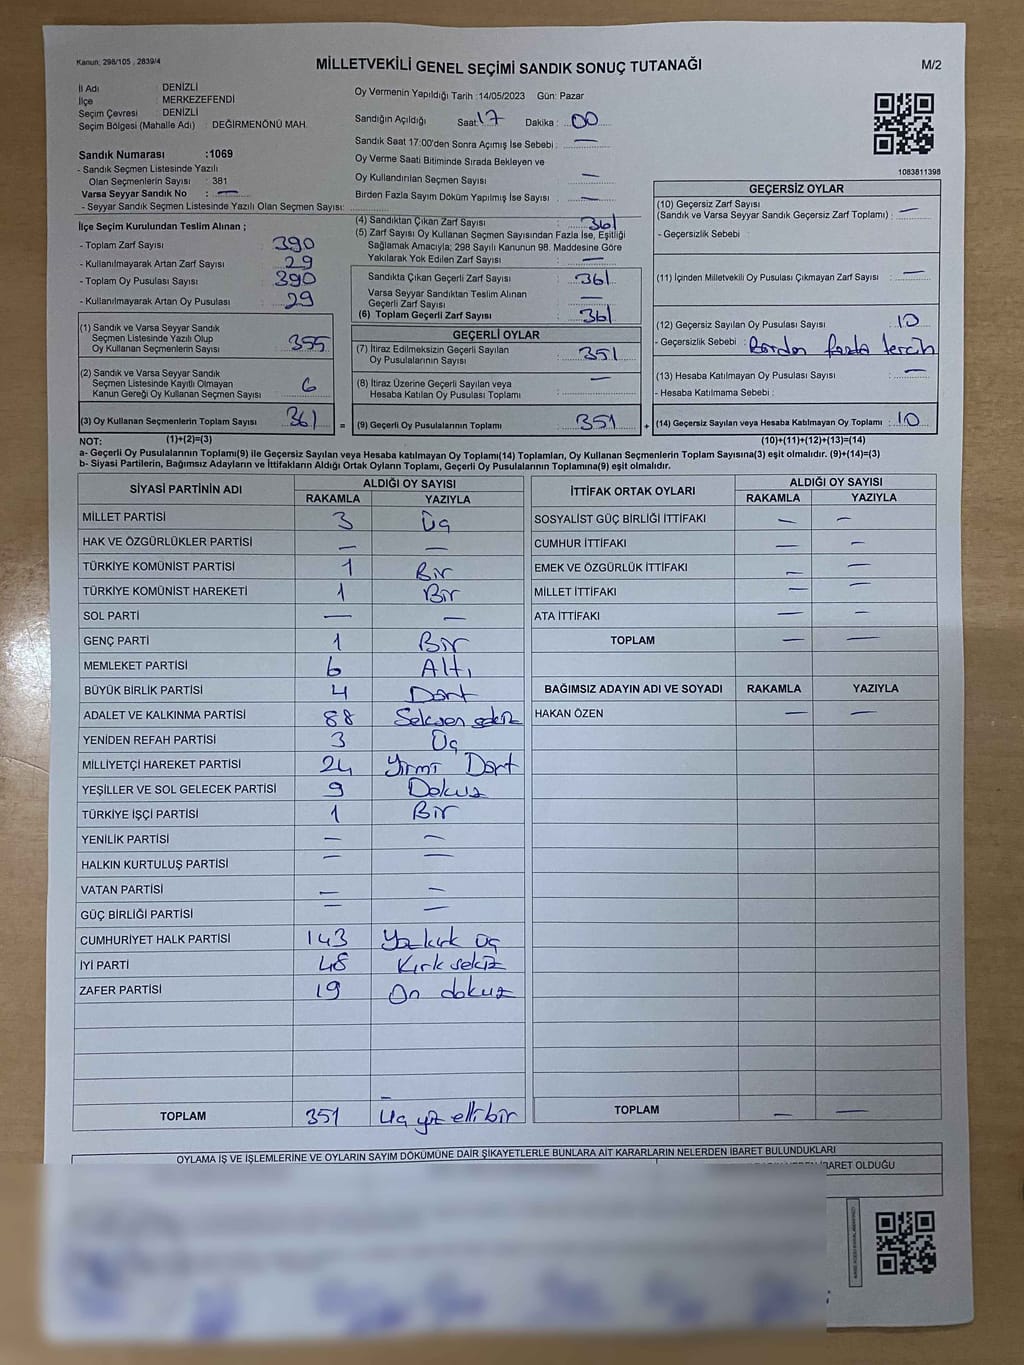 Kanun: 298/105 , 2839/4
MİLLETVEKİLİ GENEL SEÇİMİ SANDIK SONUÇ TUTANAĞI
M/2
İl Adı : DENİZLİ
İlçe : MERKEZEFENDİ
Seçim Çevresi : DENİZLİ
Seçim Bölgesi (Mahalle Adı) : DEĞİRMENÖNÜ MAH.
Oy Vermenin Yapıldığı Tarih :14/05/2023 Gün: Pazar
Sandığın Açıldığı Saat: 17 Dakika : 00
Sandık Saat 17:00'den Sonra Açımış İse Sebebi : —
Oy Verme Saati Bitiminde Sırada Bekleyen ve
Oy Kullandırılan Seçmen Sayısı —
Birden Fazla Sayım Döküm Yapılmış İse Sayısı : —
1083811398
Sandık Numarası :1069
- Sandık Seçmen Listesinde Yazılı
Olan Seçmenlerin Sayısı : 381
Varsa Seyyar Sandık No : —
- Seyyar Sandık Seçmen Listesinde Yazılı Olan Seçmen Sayısı:
İlçe Seçim Kurulundan Teslim Alınan ;
- Toplam Zarf Sayısı : 390
- Kullanılmayarak Artan Zarf Sayısı : 29
- Toplam Oy Pusulası Sayısı : 390
- Kullanılmayarak Artan Oy Pusulası : 29
(1) Sandık ve Varsa Seyyar Sandık
Seçmen Listesinde Yazılı Olup
Oy Kullanan Seçmenlerin Sayısı : 355
(2) Sandık ve Varsa Seyyar Sandık
Seçmen Listesinde Kayıtlı Olmayan
Kanun Gereği Oy Kullanan Seçmen Sayısı : 6
(3) Oy Kullanan Seçmenlerin Toplam Sayısı : 361
(4) Sandıktan Çıkan Zarf Sayısı : 361
(5) Zarf Sayısı Oy Kullanan Seçmen Sayısından Fazla İse, Eşitliği
Sağlamak Amacıyla; 298 Sayılı Kanunun 98. Maddesine Göre
Yakılarak Yok Edilen Zarf Sayısı : —
Sandıkta Çıkan Geçerli Zarf Sayısı : 361
Varsa Seyyar Sandıktan Teslim Alınan
Geçerli Zarf Sayısı : —
(6) Toplam Geçerli Zarf Sayısı : 361
GEÇERLİ OYLAR
(7) İtiraz Edilmeksizin Geçerli Sayılan
Oy Pusulalarının Sayısı : 351
(8) İtiraz Üzerine Geçerli Sayılan veya
Hesaba Katılan Oy Pusulası Toplamı : —
= (9) Geçerli Oy Pusulalarının Toplamı : 351
GEÇERSİZ OYLAR
(10) Geçersiz Zarf Sayısı
(Sandık ve Varsa Seyyar Sandık Geçersiz Zarf Toplamı) : —
- Geçersizlik Sebebi :
(11) İçinden Milletvekili Oy Pusulası Çıkmayan Zarf Sayısı : —
(12) Geçersiz Sayılan Oy Pusulası Sayısı : 10
- Geçersizlik Sebebi : Birden fazla tercih
(13) Hesaba Katılmayan Oy Pusulası Sayısı : —
- Hesaba Katılmama Sebebi :
+ (14) Geçersiz Sayılan veya Hesaba Katılmayan Oy Toplamı : 10
NOT: (1)+(2)=(3) (10)+(11)+(12)+(13)=(14)
a- Geçerli Oy Pusulalarının Toplamı(9) ile Geçersiz Sayılan veya Hesaba katılmayan Oy Toplamı(14) Toplamları, Oy Kullanan Seçmenlerin Toplam Sayısına(3) eşit olmalıdır. (9)+(14)=(3)
b- Siyasi Partilerin, Bağımsız Adayların ve İttifakların Aldığı Ortak Oyların Toplamı, Geçerli Oy Pusulalarının Toplamına(9) eşit olmalıdır.
SİYASİ PARTİNİN ADI ALDIĞI OY SAYISI
RAKAMLA YAZIYLA
MİLLET PARTİSİ 3 Üç
HAK VE ÖZGÜRLÜKLER PARTİSİ — —
TÜRKİYE KOMÜNİST PARTİSİ 1 Bir
TÜRKİYE KOMÜNİST HAREKETİ 1 Bir
SOL PARTİ — —
GENÇ PARTİ 1 Bir
MEMLEKET PARTİSİ 6 Altı
BÜYÜK BİRLİK PARTİSİ 4 Dört
ADALET VE KALKINMA PARTİSİ 88 Seksen sekiz
YENİDEN REFAH PARTİSİ 3 Üç
MİLLİYETÇİ HAREKET PARTİSİ 24 Yirmi Dört
YEŞİLLER VE SOL GELECEK PARTİSİ 9 Dokuz
TÜRKİYE İŞÇİ PARTİSİ 1 Bir
YENİLİK PARTİSİ — —
HALKIN KURTULUŞ PARTİSİ — —
VATAN PARTİSİ — —
GÜÇ BİRLİĞİ PARTİSİ — —
CUMHURİYET HALK PARTİSİ 143 Yüzkırk üç
İYİ PARTİ 48 Kırk sekiz
ZAFER PARTİSİ 19 On dokuz
TOPLAM 351 Üç yüz elli bir
İTTİFAK ORTAK OYLARI ALDIĞI OY SAYISI
RAKAMLA YAZIYLA
SOSYALİST GÜÇ BİRLİĞİ İTTİFAKI — —
CUMHUR İTTİFAKI — —
EMEK VE ÖZGÜRLÜK İTTİFAKI — —
MİLLET İTTİFAKI — —
ATA İTTİFAKI — —
TOPLAM — —
BAĞIMSIZ ADAYIN ADI VE SOYADI RAKAMLA YAZIYLA
HAKAN ÖZEN — —
TOPLAM — —
OYLAMA İŞ VE İŞLEMLERİNE VE OYLARIN SAYIM DÖKÜMÜNE DAİR ŞİKAYETLERLE BUNLARA AİT KARARLARIN NELERDEN İBARET BULUNDUKLARI
İBARET OLDUĞU